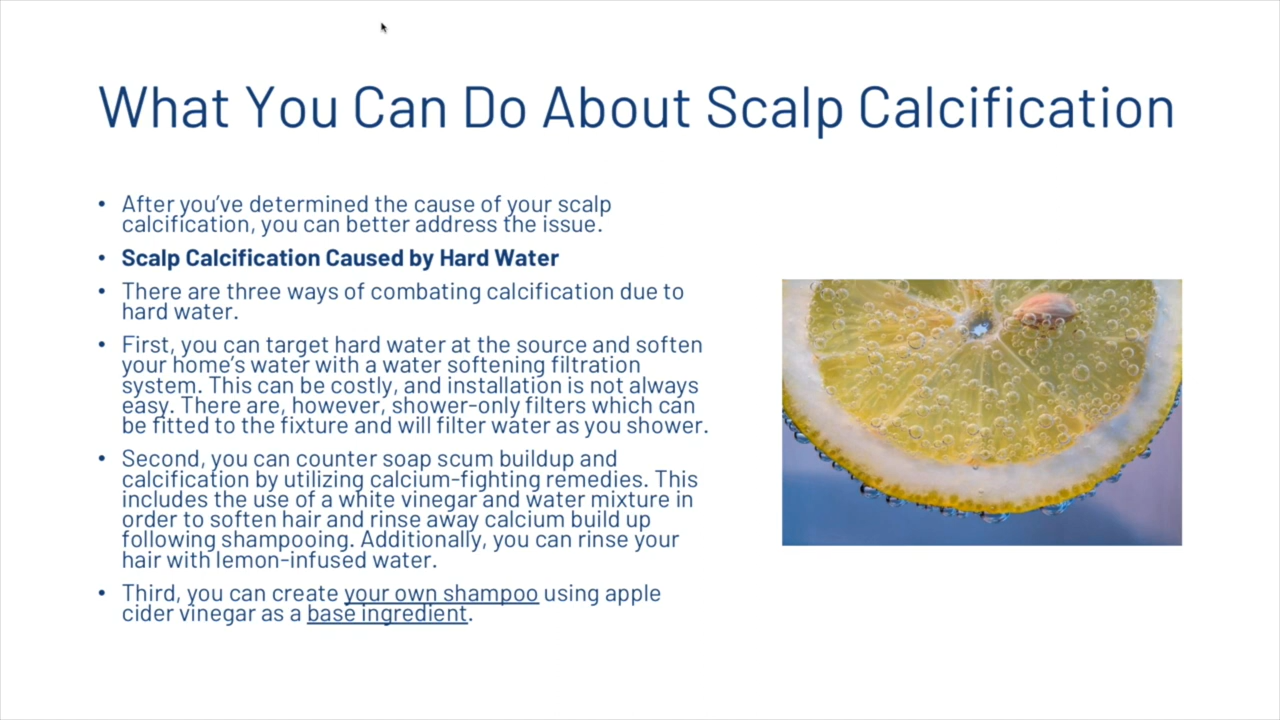 What You Can Do About Scalp Calcification
• After you've determined the cause of your scalp
calcification, you can better address the issue.
• Scalp Calcification Caused by Hard Water
• There are three ways of combating calcification due to
hard water.
• First, you can target hard water at the source and soften
your home's water with a water softening filtration
system. This can be costly, and installation is not always
easy. There are, however, shower-only filters which can
be fitted to the fixture and will filter water as you shower.
• Second, you can counter soap scum buildup and
calcification by utilizing calcium-fighting remedies. This
includes the use of a white vinegar and water mixture in
order to soften hair and rinse away calcium build up
following shampooing. Additionally, you can rinse your
hair with lemon-infused water.
• Third, you can create your own shampoo using apple
cider vinegar as a base ingredient.